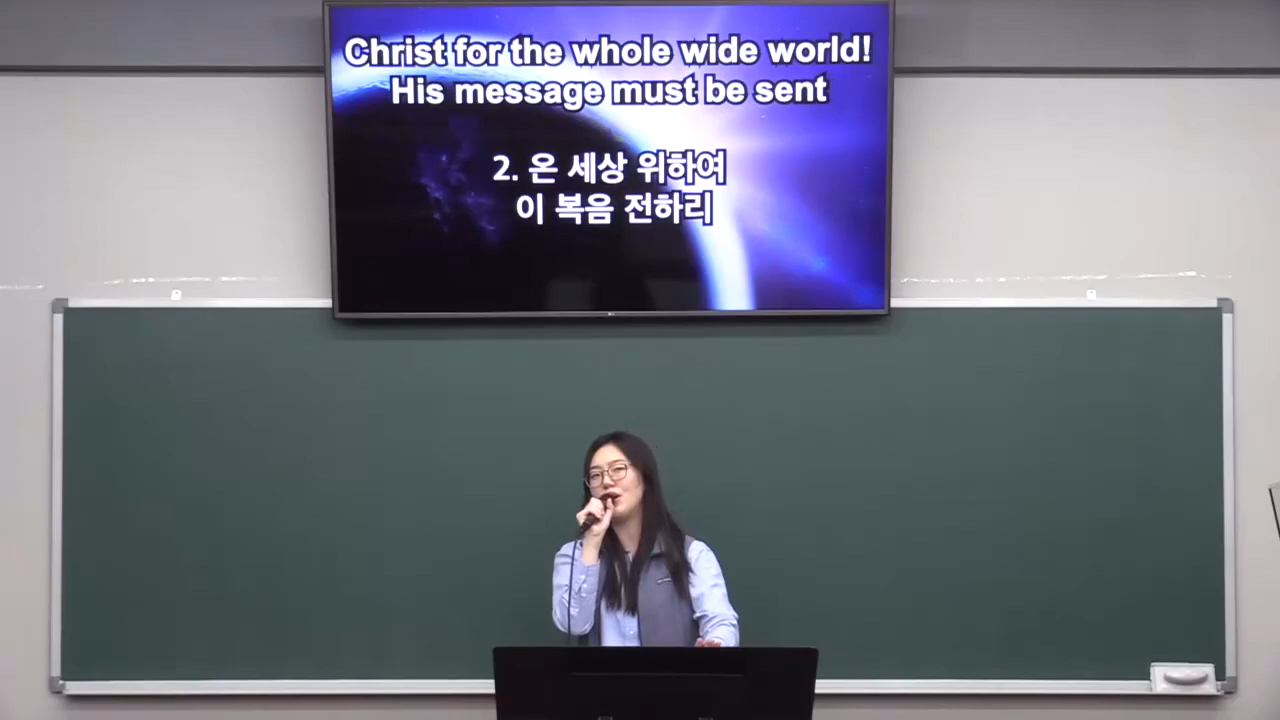 Christ for the whole wide world!
His message must be sent
2. 온 세상 위하여
이 복음 전하리